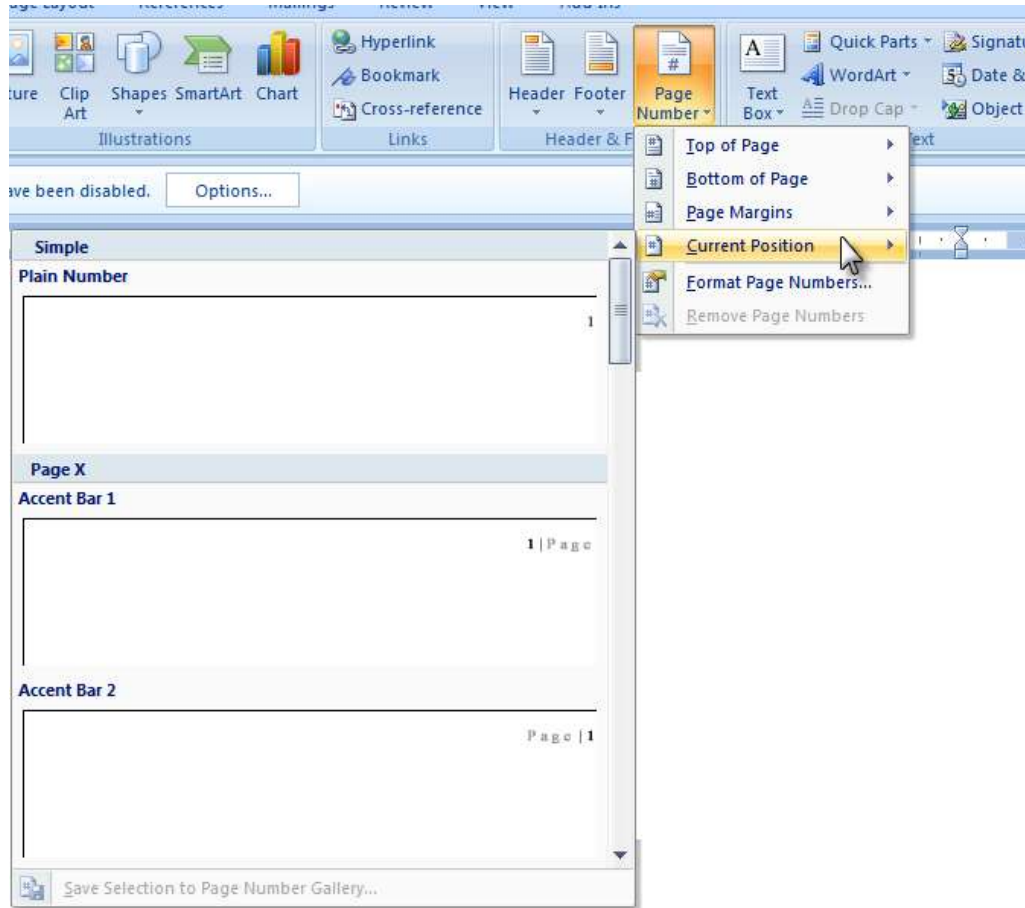 Hyperlink
Quick Parts
Bookmark
WordArt
Date &
Clip Art
Shapes SmartArt Chart
Cross-reference
Header Footer
Page Number
Text Box
Drop Cap
Object
Illustrations
Links
Header & F
Top of Page
ave been disabled.
Options...
Bottom of Page
Page Margins
Simple
Current Position
Plain Number
Format Page Numbers...
1
Remove Page Numbers
Page X
Accent Bar 1
1|Page
Accent Bar 2
Page|1
Save Selection to Page Number Gallery...